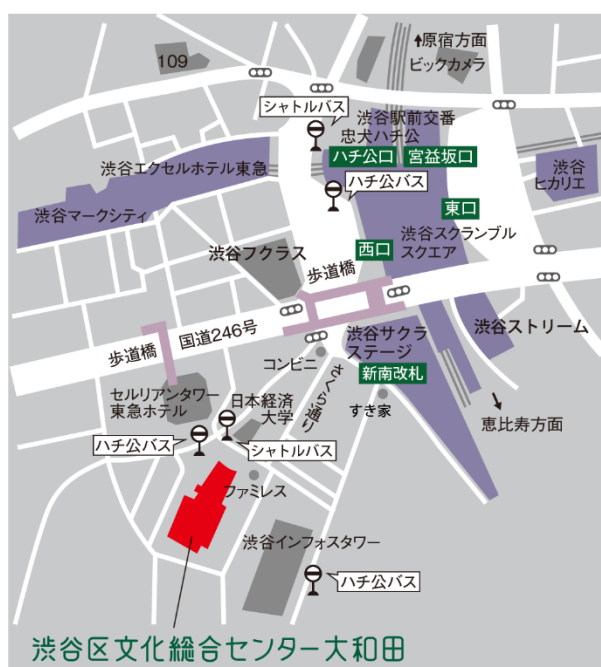 ↑原宿方面
ビックカメラ
109
シャトルバス
渋谷駅前交番
忠犬ハチ公
ハチ公口
宮益坂口
渋谷エクセルホテル東急
ハチ公バス
渋谷
ヒカリエ
渋谷マークシティ
東口
渋谷スクランブル
スクエア
西口
渋谷フクラス
歩道橋
国道246号
歩道橋
渋谷サクラ
ステージ
渋谷ストリーム
コンビニ
新南改札
さくら通り
セルリアンタワー
東急ホテル
日本経済
大学
すき家
恵比寿方面
ハチ公バス
シャトルバス
ファミレス
渋谷インフォスタワー
ハチ公バス
渋谷区文化総合センター大和田